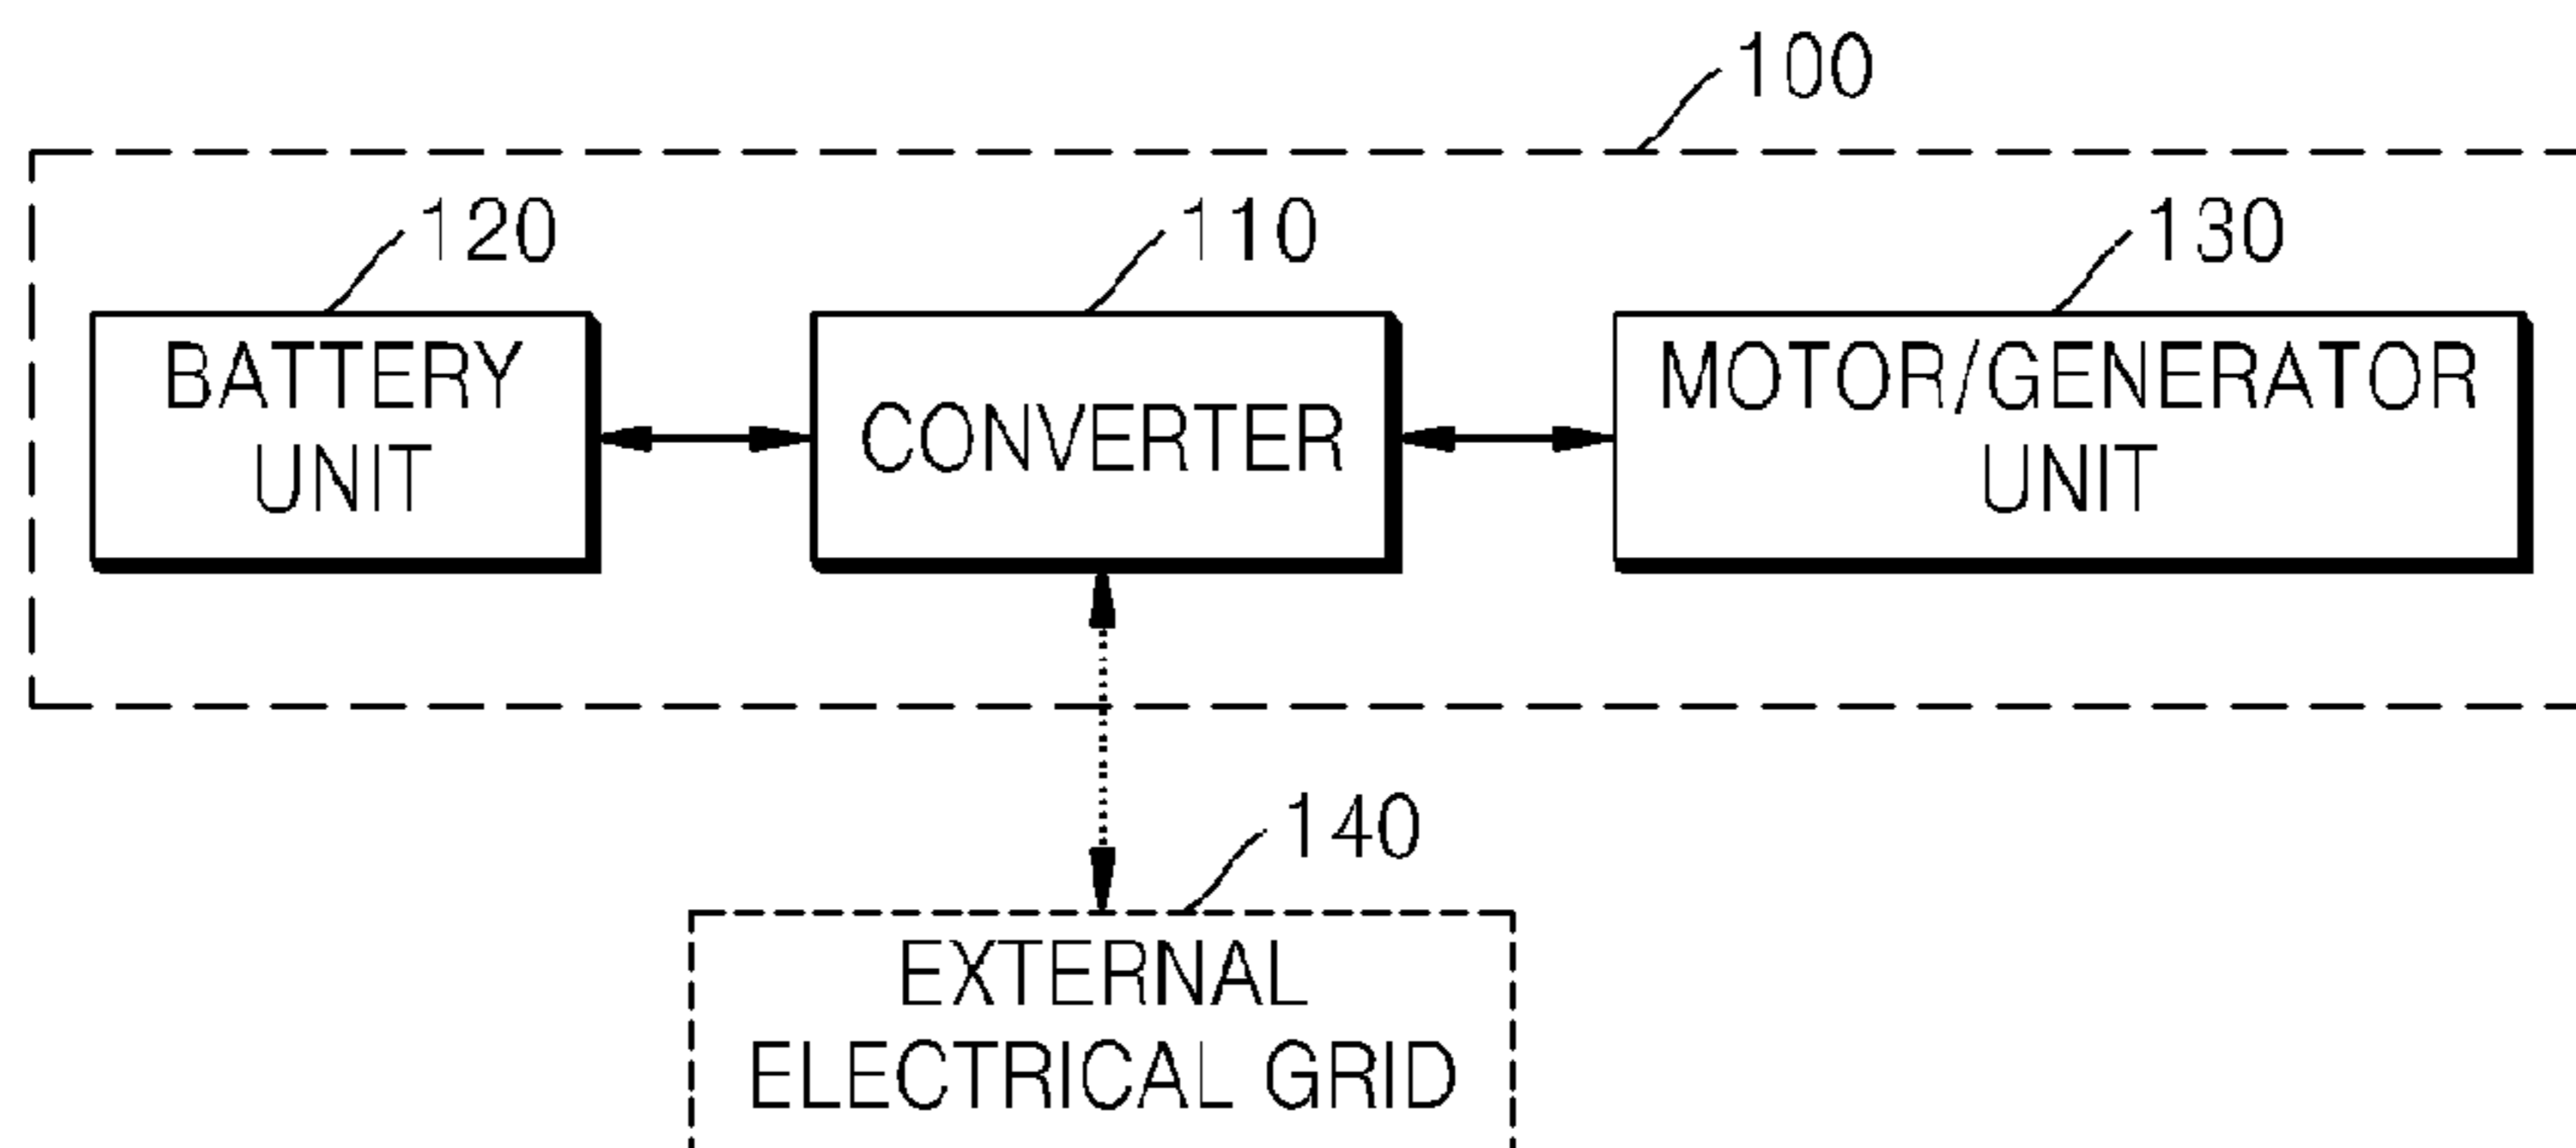 100
120
110
130
BATTERY
UNIT
CONVERTER
MOTOR/GENERATOR
UNIT
140
EXTERNAL
ELECTRICAL GRID